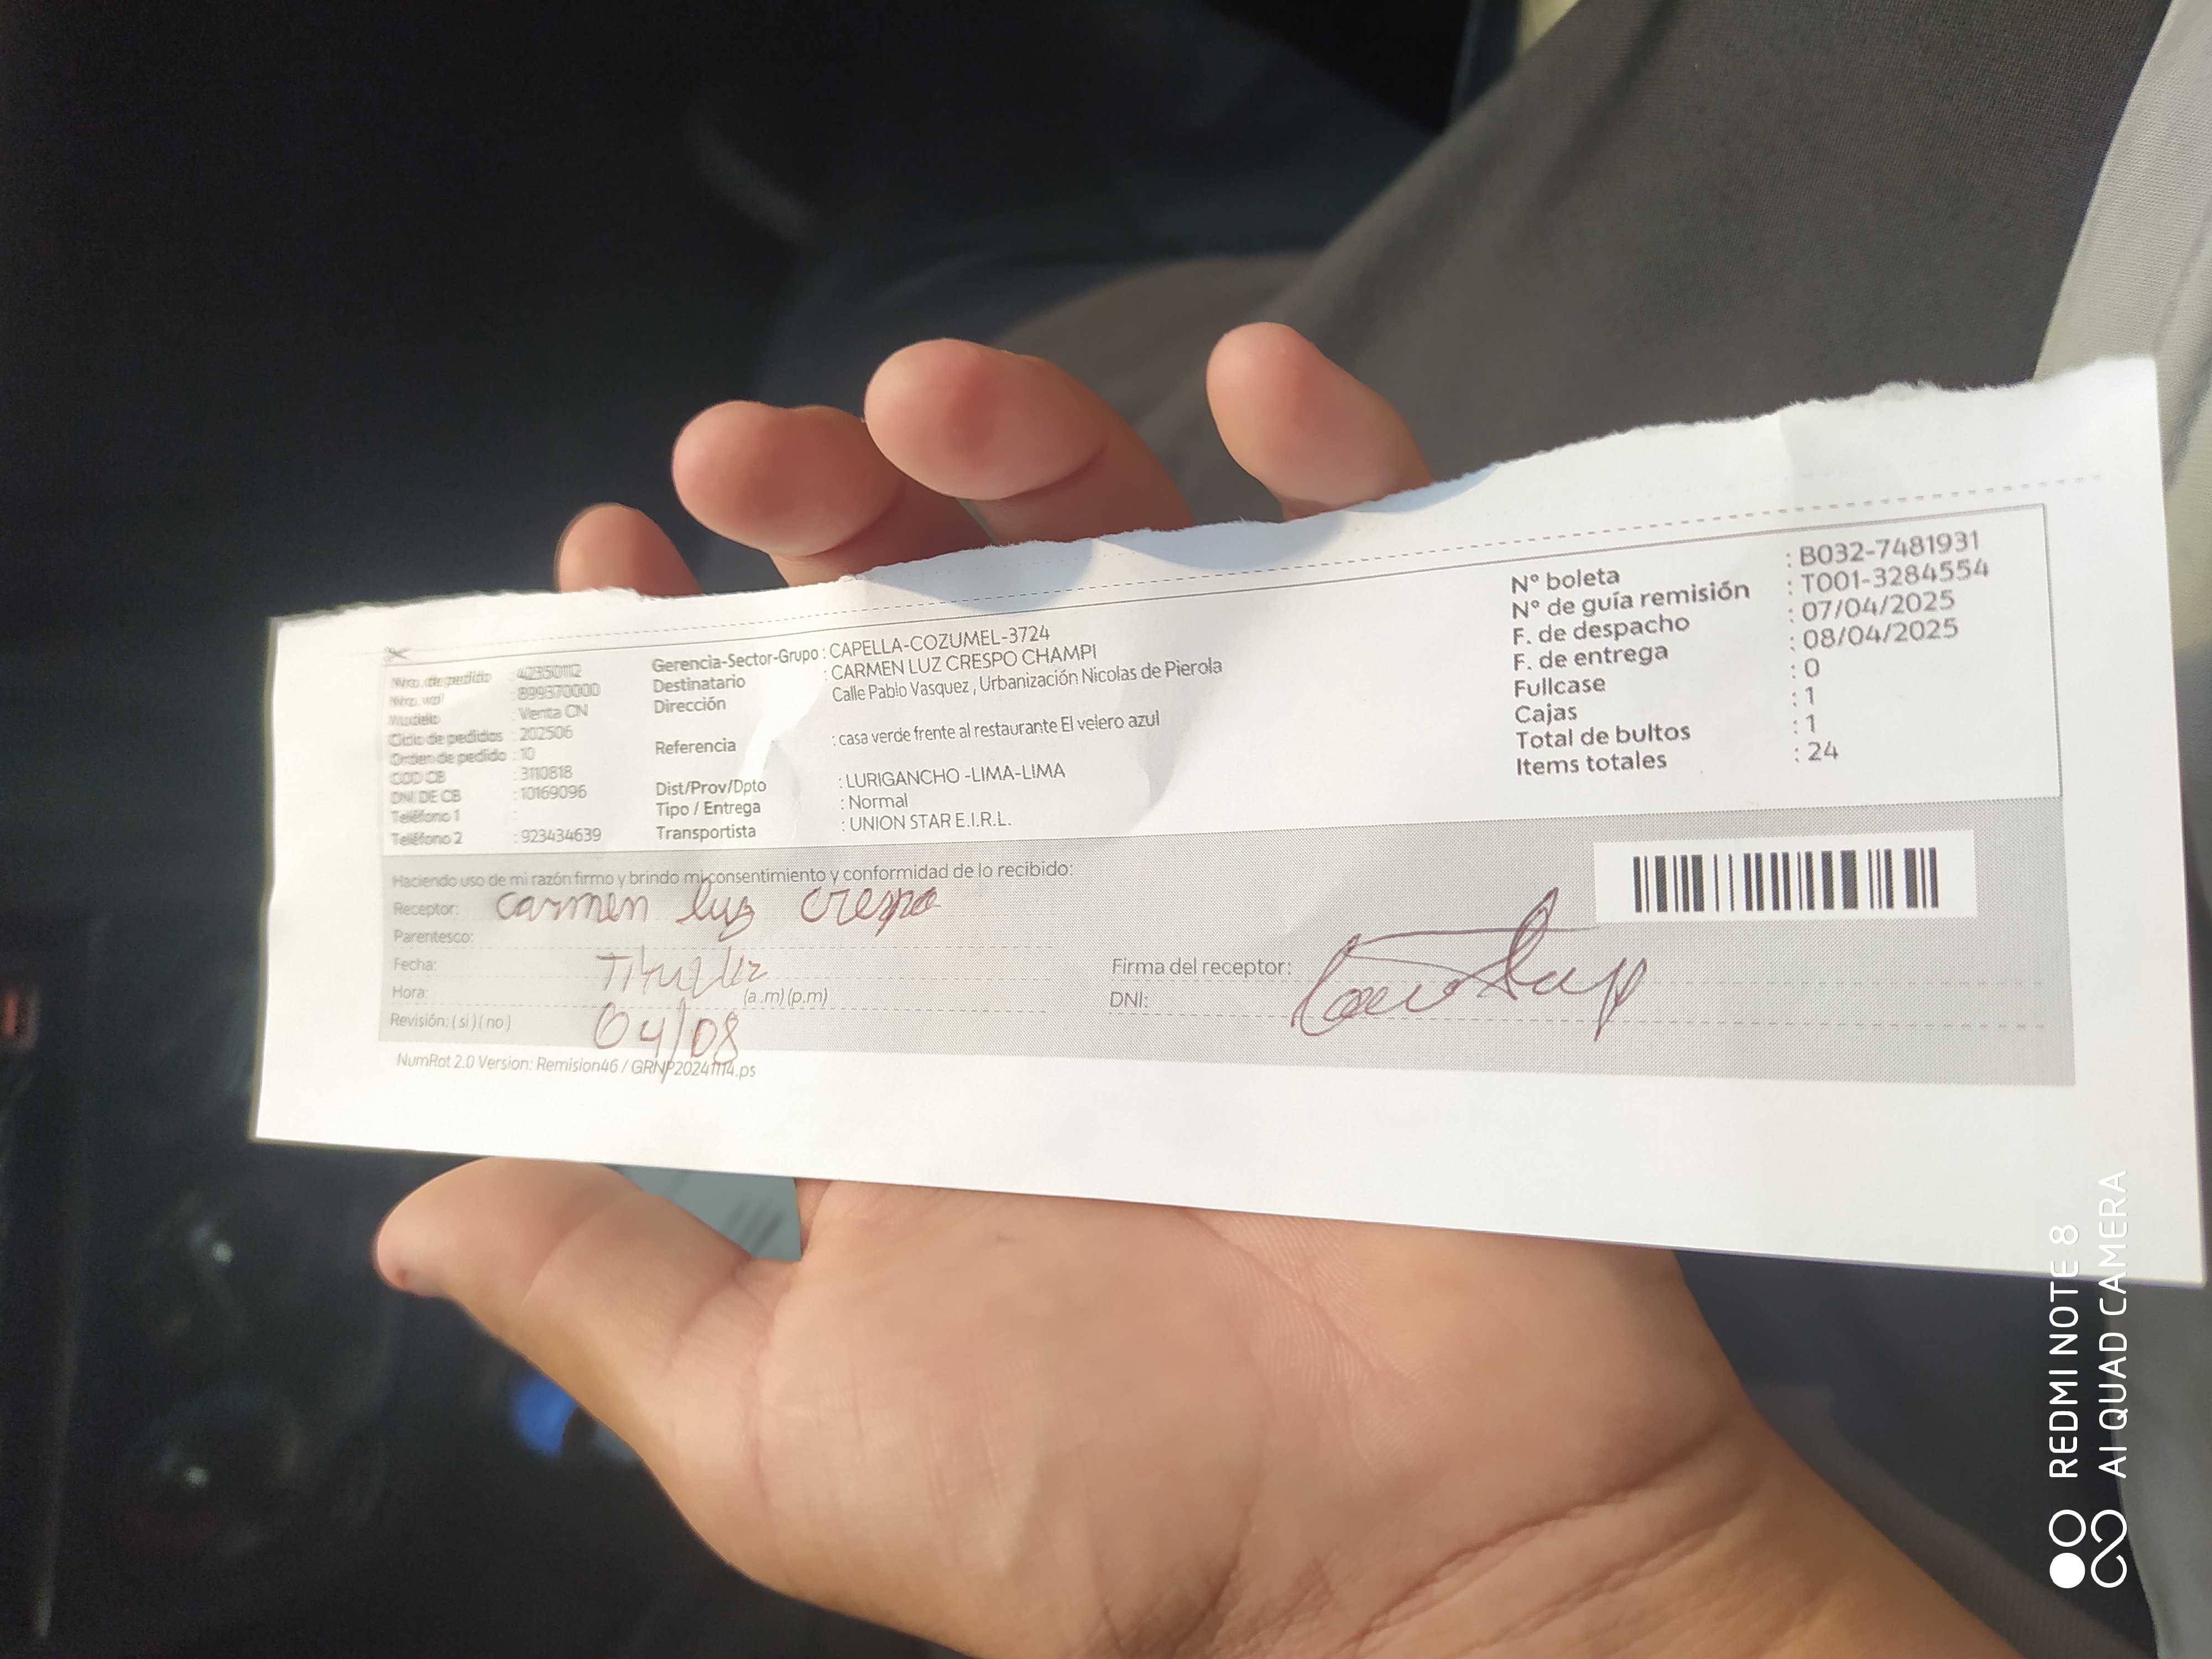 Nro. de pedido : 42350112
Nro. wpl : 899370000
Modelo : Venta CN
Ciclo de pedidos : 202506
Orden de pedido : 10
COD CB : 3110818
DNI DE CB : 10169096
Teléfono 1 :
Teléfono 2 : 923434639
Gerencia-Sector-Grupo : CAPELLA-COZUMEL-3724
Destinatario : CARMEN LUZ CRESPO CHAMPI
Dirección Calle Pablo Vasquez , Urbanización Nicolas de Pierola
Referencia : casa verde frente al restaurante El velero azul
Dist/Prov/Dpto : LURIGANCHO -LIMA-LIMA
Tipo / Entrega : Normal
Transportista : UNION STAR E.I.R.L.
N° boleta : B032-7481931
N° de guía remisión : T001-3284554
F. de despacho : 07/04/2025
F. de entrega : 08/04/2025
Fullcase : 0
Cajas : 1
Total de bultos : 1
Items totales : 24
Haciendo uso de mi razón firmo y brindo mi consentimiento y conformidad de lo recibido:
Receptor: Carmen luz crespo
Parentesco:
Fecha:
Hora: (a .m) (p.m)
Revisión: ( si ) ( no ) 04/08
Firma del receptor:
DNI:
NumRot 2.0 Version: Remision46 / GRNP20241114.ps
REDMI NOTE 8
AI QUAD CAMERA